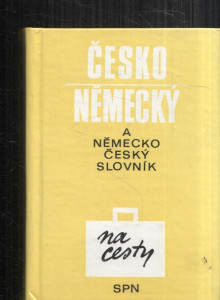 ČESKO
NĚMECKÝ
A
NĚMECKO
ČESKÝ
SLOVNÍK
na
cesty
SPN